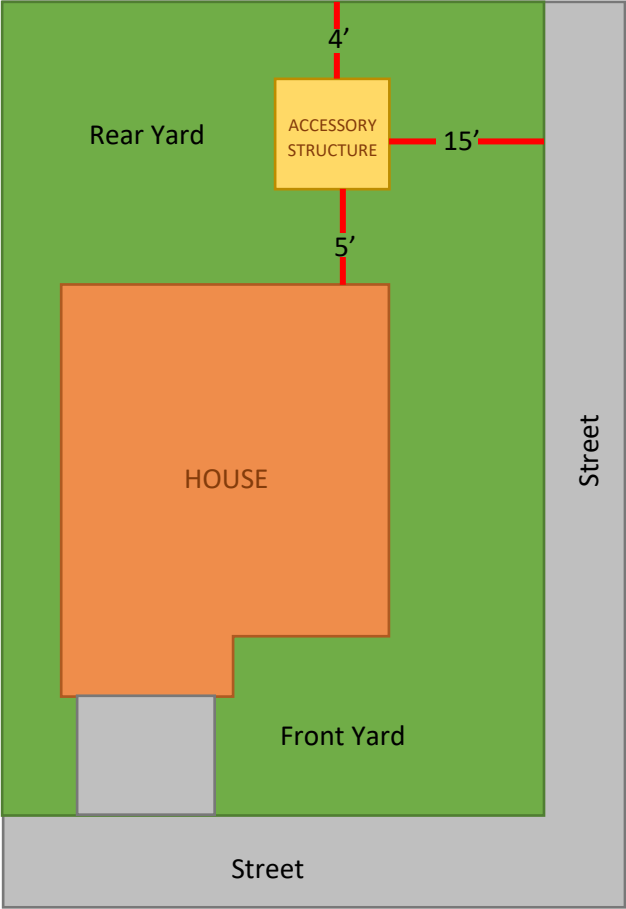 4’
Rear Yard
ACCESSORY
STRUCTURE
15’
5’
HOUSE
Street
Front Yard
Street